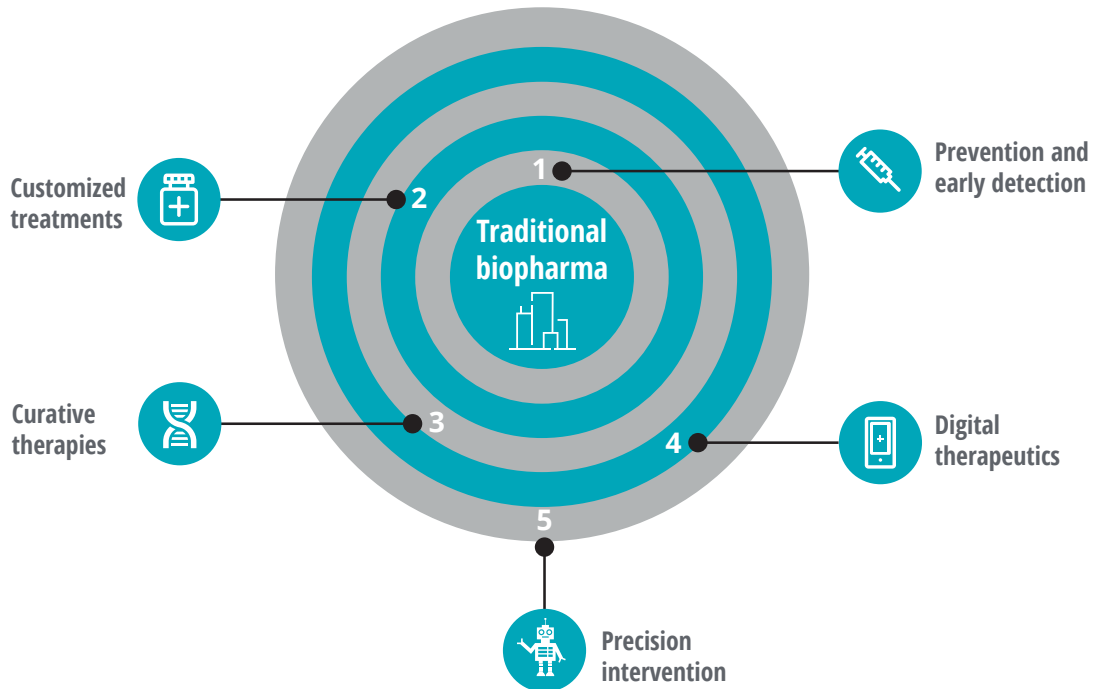 1
Prevention and
early detection
Customized
treatments
2
Traditional
biopharma
Curative
therapies
3
4
Digital
therapeutics
5
Precision
intervention